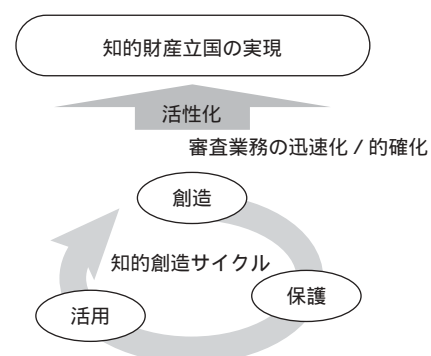 知的財産立国の実現
活性化
審査業務の迅速化 / 的確化
創造
知的創造サイクル
保護
活用